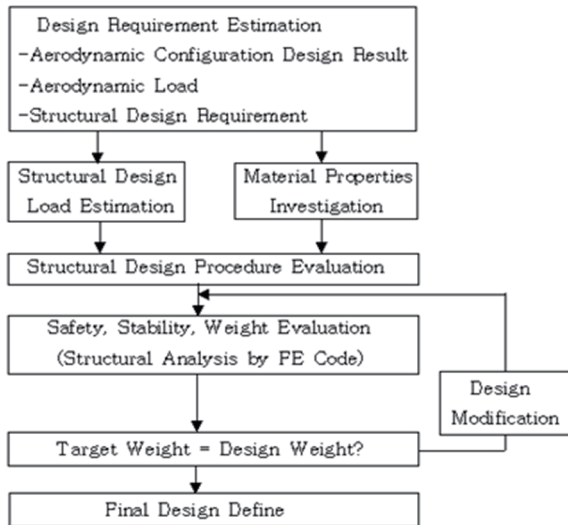 Design Requirement Estimation
-Aerodynamic Configuration Design Result
-Aerodynamic Load
-Structural Design Requirement
Structural Design
Load Estimation
Material Properties
Investigation
Structural Design Procedure Evaluation
Safety, Stability, Weight Evaluation
(Structural Analysis by FE Code)
Design
Modification
Target Weight = Design Weight?
Final Design Define